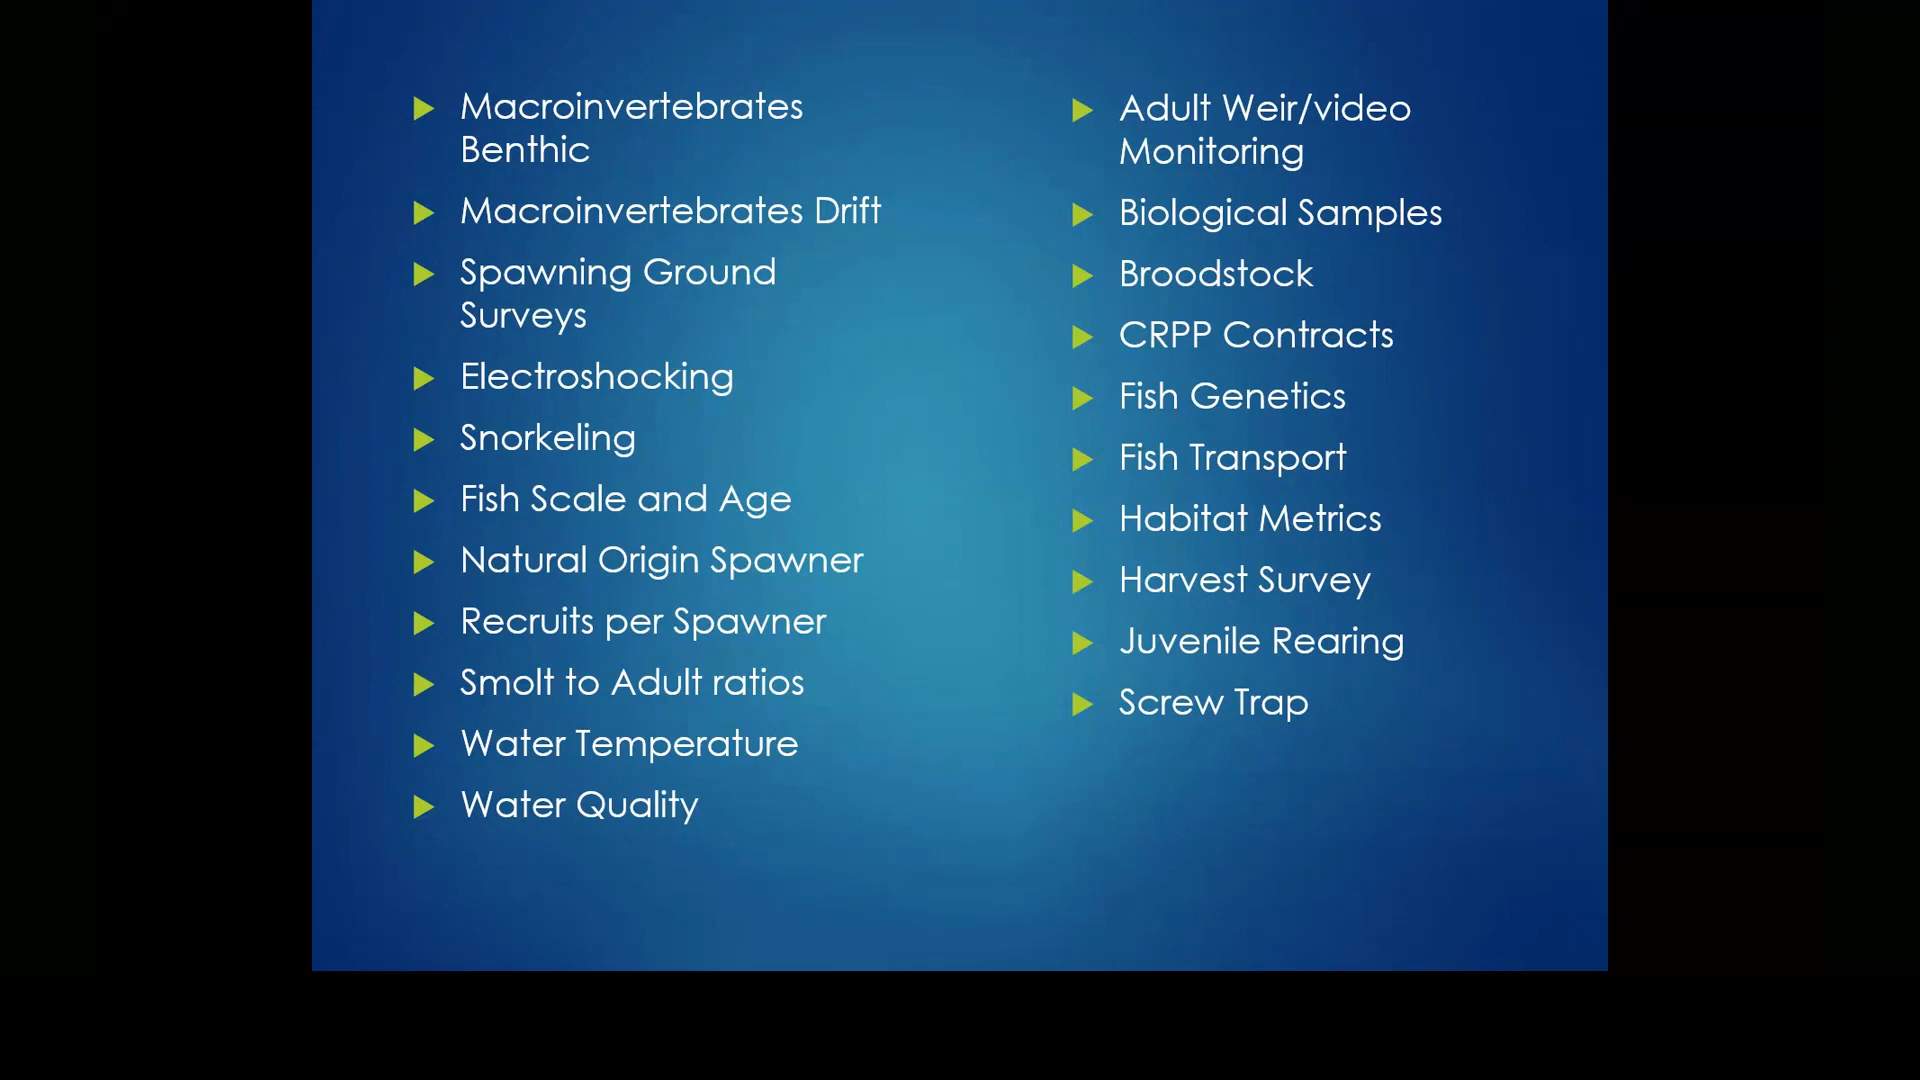 Macroinvertebrates
Benthic
Macroinvertebrates Drift
Spawning Ground
Surveys
Electroshocking
Snorkeling
Fish Scale and Age
Natural Origin Spawner
Recruits per Spawner
Smolt to Adult ratios
Water Temperature
Water Quality
Adult Weir/video
Monitoring
Biological Samples
Broodstock
CRPP Contracts
Fish Genetics
Fish Transport
Habitat Metrics
Harvest Survey
Juvenile Rearing
Screw Trap